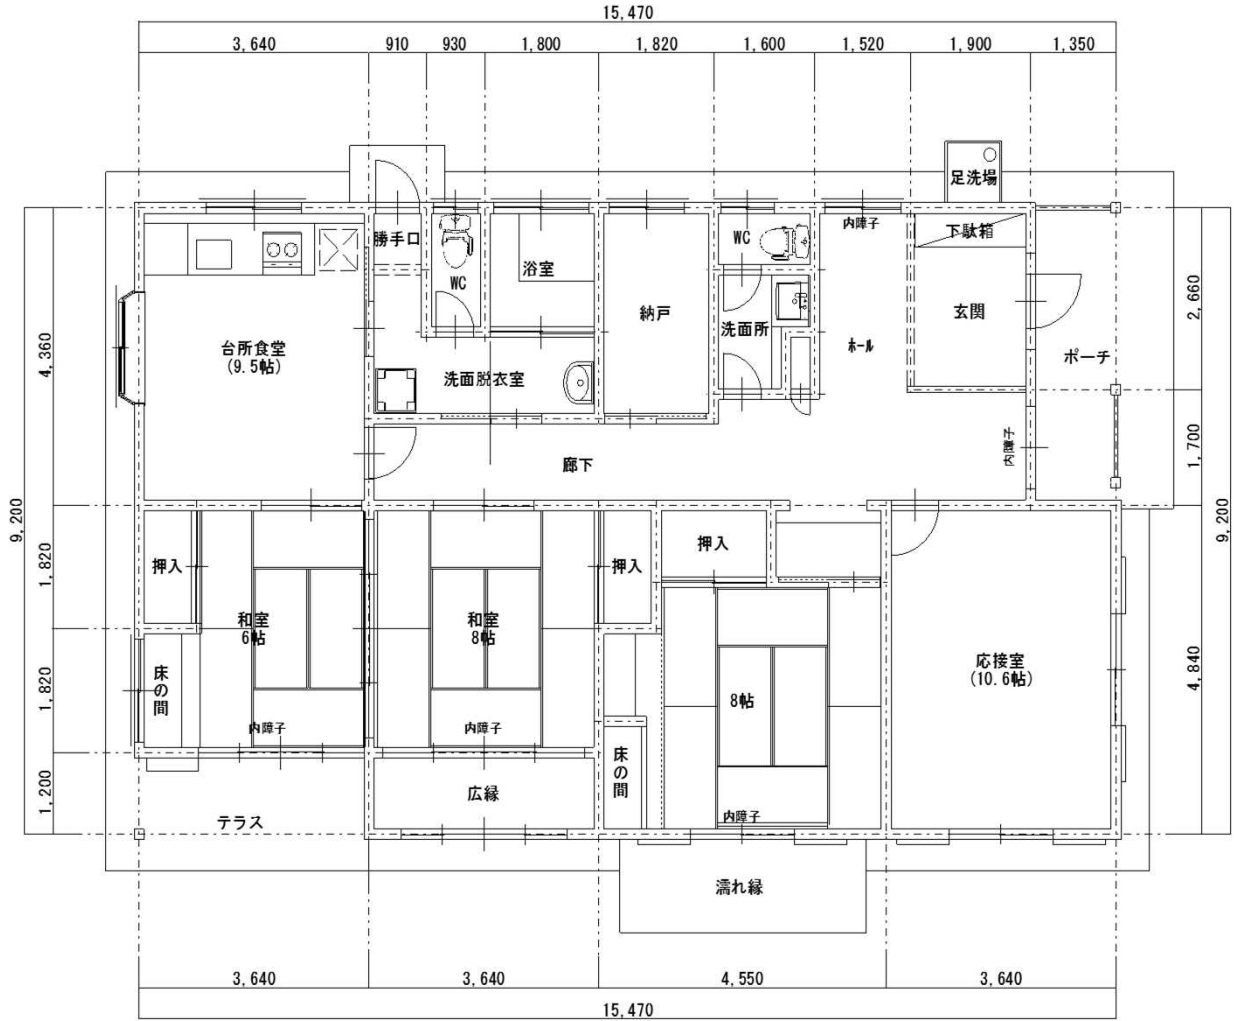 15,470
3,640 910 930 1,800 1,820 1,600 1,520 1,900 1,350
足洗場
勝手口
WC
浴室
納戸
WC
内障子
下駄箱
玄関
2,660
4,360
台所食堂
(9.5帖)
洗面脱衣室
洗面所
ホール
ポーチ
廊下
内障子
1,700
9,200
9,200
1,820
押入
和室
6帖
和室
8帖
押入
押入
応接室
(10.6帖)
4,840
1,820
床の間
内障子
内障子
8帖
床の間
内障子
1,200
テラス
広縁
濡れ縁
3,640 3,640 4,550 3,640
15,470